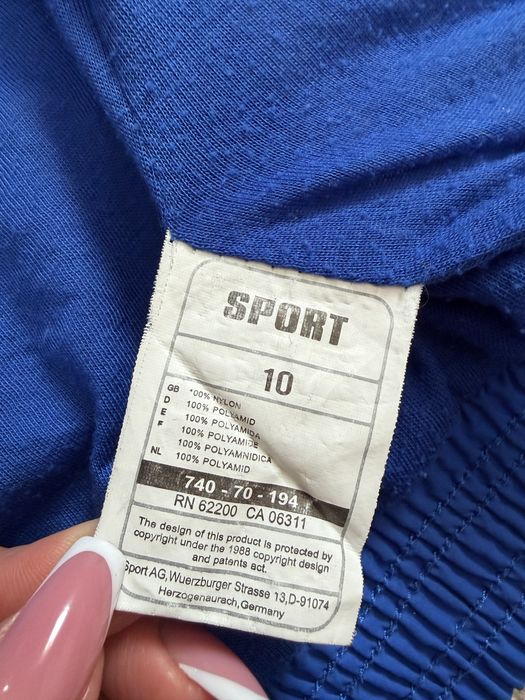 SPORT
10
GB 100% NYLON
D 100% POLYAMID
E 100% POLYAMIDA
F 100% POLYAMIDE
100% POLYAMNIDICA
NL 100% POLYAMID
740 - 70 - 194
RN 62200 CA 06311
The design of this product is protected by
copyright under the 1988 copyright design
and patents act.
Sport AG, Wuerzburger Strasse 13,D-91074
Herzogenaurach, Germany